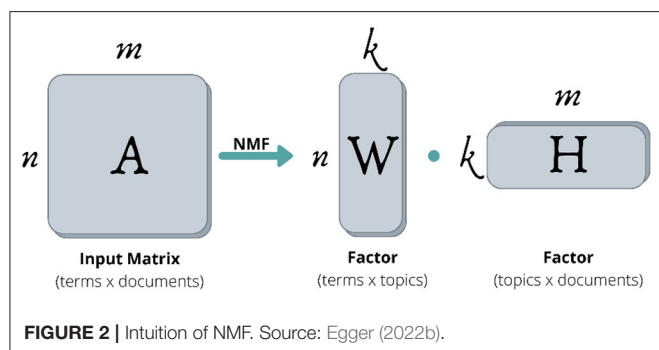 m
n
A
NMF
k
n
W
m
k
H
Input Matrix
(terms x documents)
Factor
(terms x topics)
Factor
(topics x documents)
FIGURE 2 | Intuition of NMF. Source: Egger (2022b).